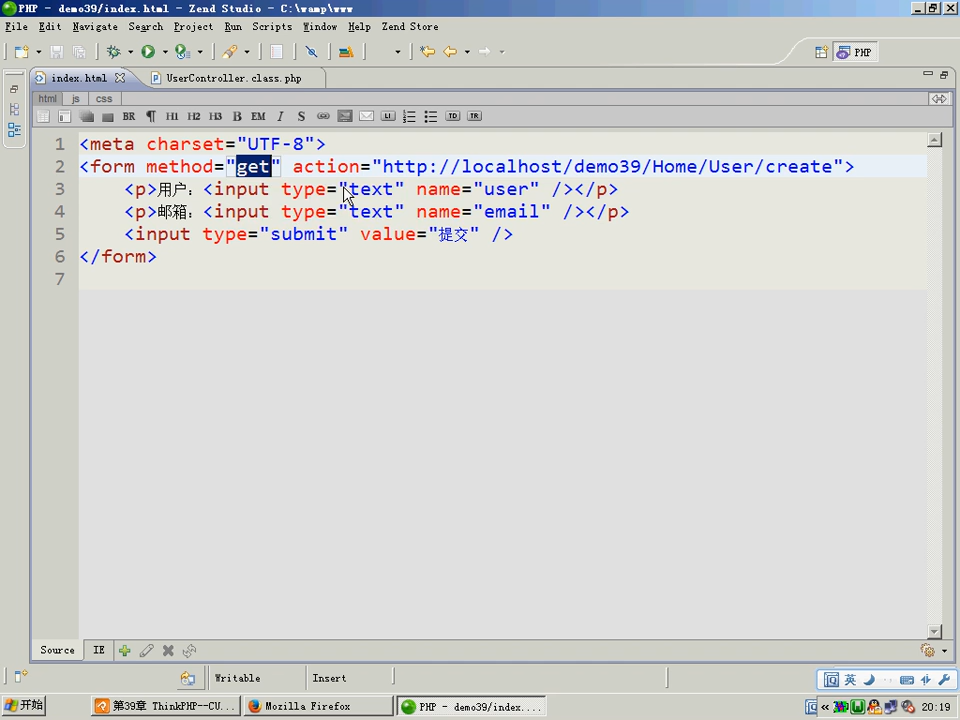 PHP - demo39/index.html - Zend Studio - C:\wamp\www
File Edit Navigate Search Project Run Scripts Window Help Zend Store
PHP
index.html UserController.class.php
html js css
BR ¶ H1 H2 H3 B EM I S LI TD TR
1 <meta charset="UTF-8">
2 <form method="get" action="http://localhost/demo39/Home/User/create">
3 <p>用户：<input type="text" name="user" /></p>
4 <p>邮箱：<input type="text" name="email" /></p>
5 <input type="submit" value="提交" />
6 </form>
7
Source IE
Writable Insert
英
开始 第39章 ThinkPHP--CU... Mozilla Firefox PHP - demo39/index.... 20:19